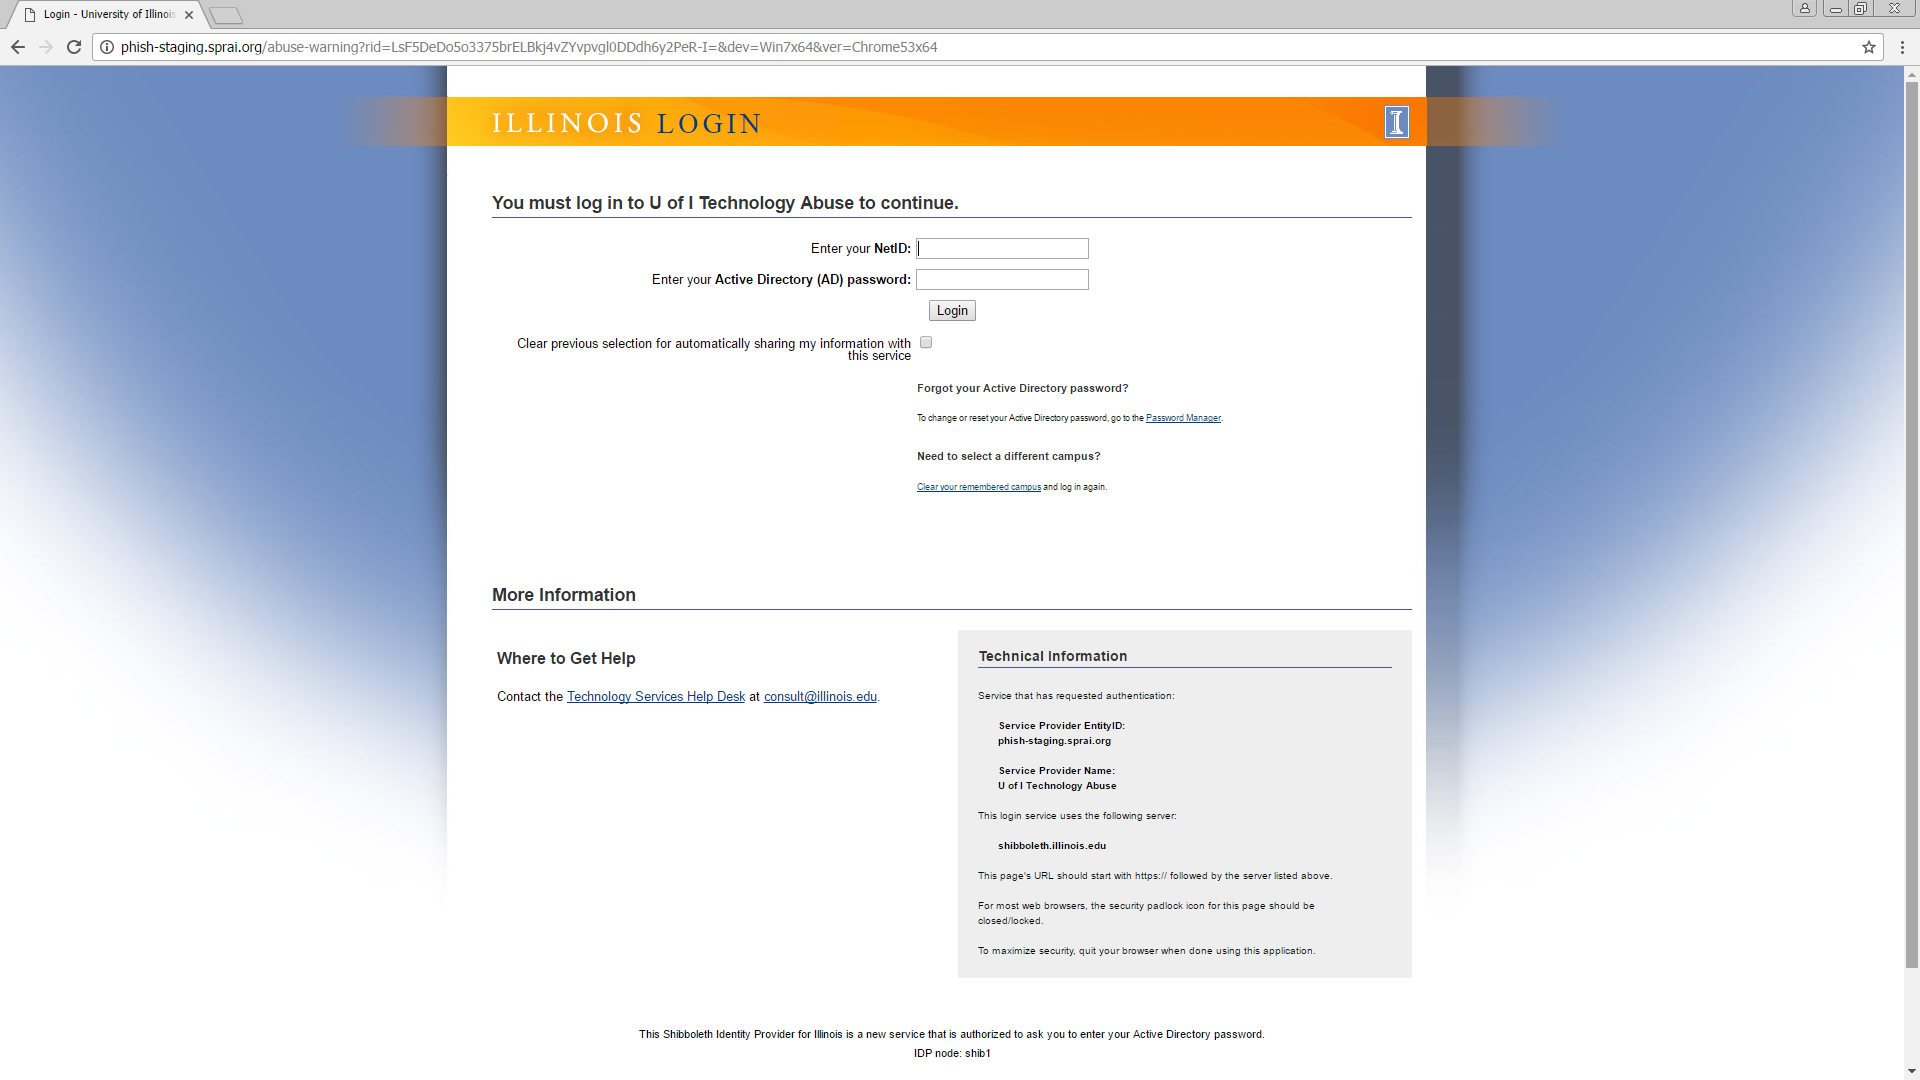 Login - University of Illinois
phish-staging.sprai.org/abuse-warning?rid=LsF5DeDo5o3375brELBkj4vZYvpvgl0DDdh6y2PeR-I=&dev=Win7x64&ver=Chrome53x64
ILLINOIS LOGIN
I
You must log in to U of I Technology Abuse to continue.
Enter your NetID:
Enter your Active Directory (AD) password:
Login
Clear previous selection for automatically sharing my information with
this service
Forgot your Active Directory password?
To change or reset your Active Directory password, go to the Password Manager.
Need to select a different campus?
Clear your remembered campus and log in again.
More Information
Where to Get Help
Contact the Technology Services Help Desk at consult@illinois.edu.
Technical Information
Service that has requested authentication:
Service Provider EntityID:
phish-staging.sprai.org
Service Provider Name:
U of I Technology Abuse
This login service uses the following server:
shibboleth.illinois.edu
This page's URL should start with https:// followed by the server listed above.
For most web browsers, the security padlock icon for this page should be
closed/locked.
To maximize security, quit your browser when done using this application.
This Shibboleth Identity Provider for Illinois is a new service that is authorized to ask you to enter your Active Directory password.
IDP node: shib1